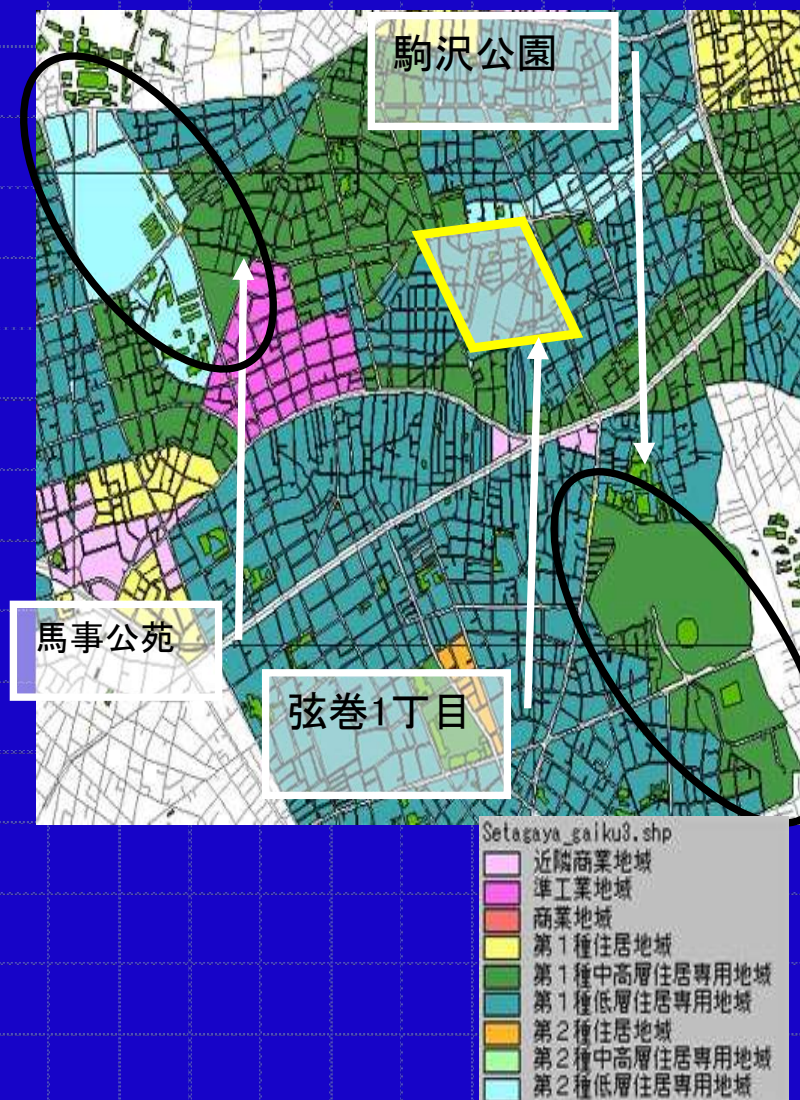 駒沢公園
馬事公苑
弦巻1丁目
Setagaya_gaiku3.shp
近隣商業地域
準工業地域
商業地域
第1種住居地域
第1種中高層住居専用地域
第1種低層住居専用地域
第2種住居地域
第2種中高層住居専用地域
第2種低層住居専用地域